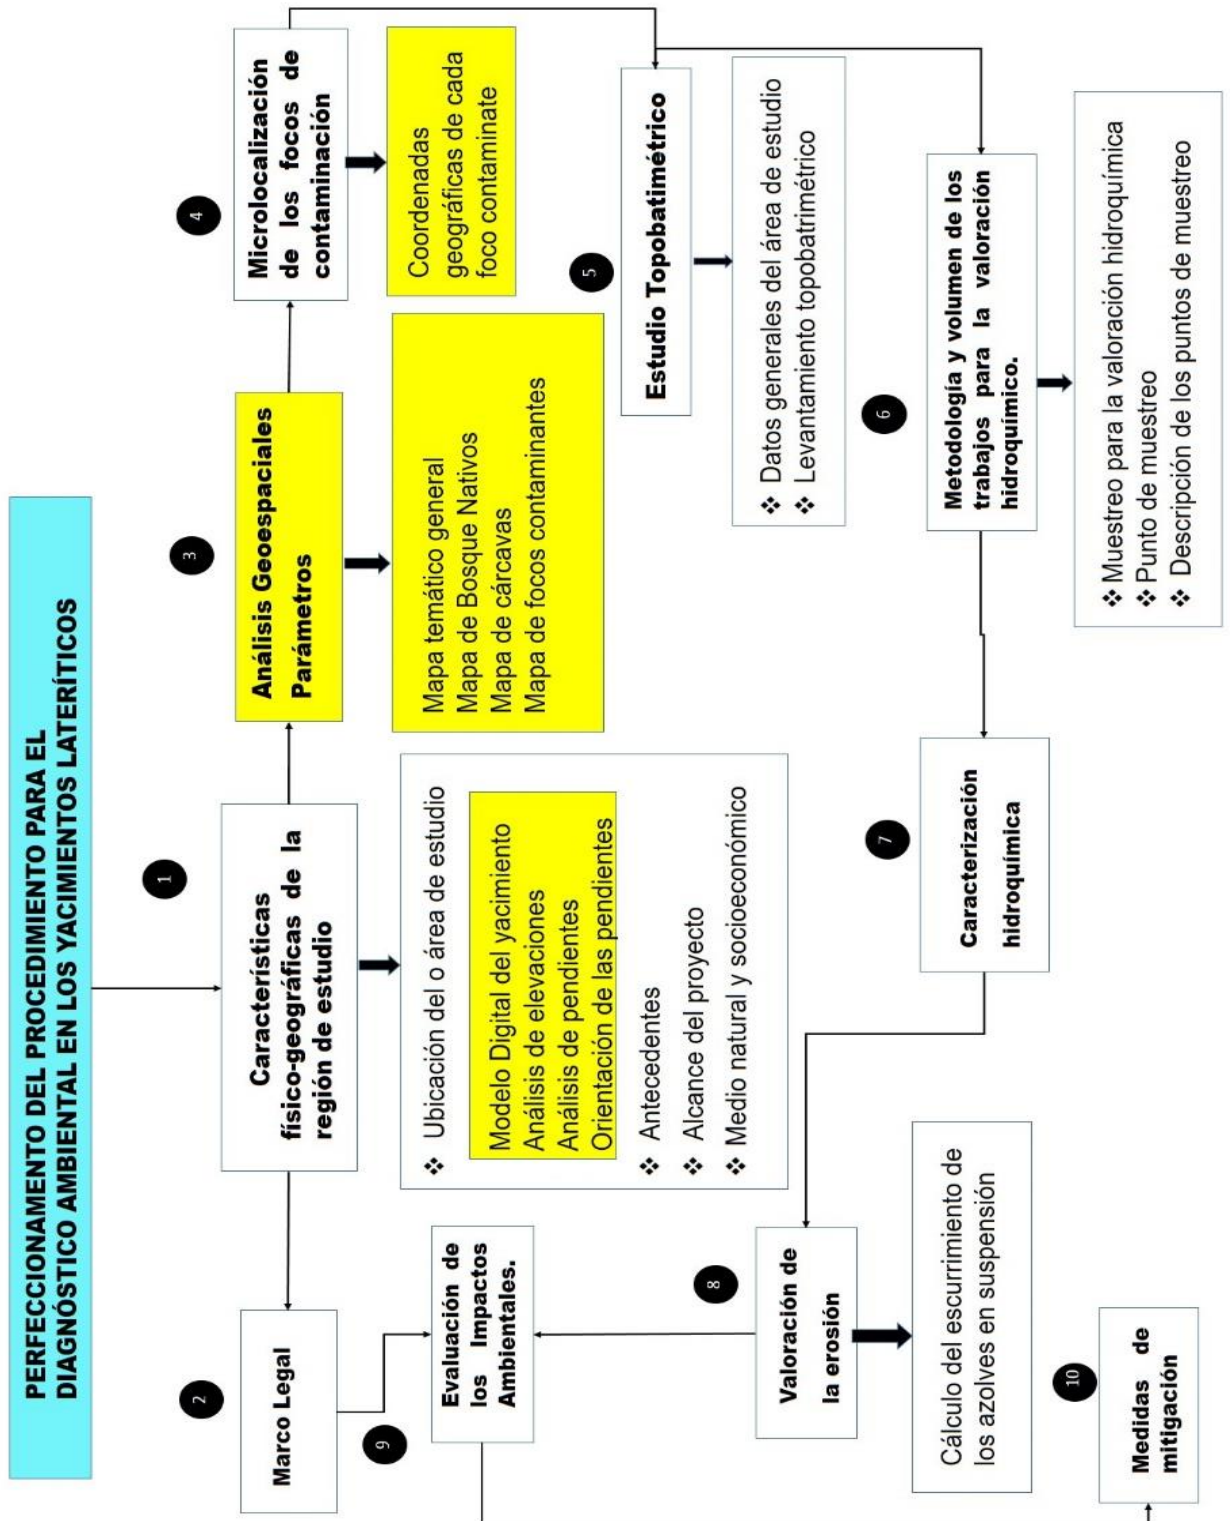 PERFECCIONAMENTO DEL PROCEDIMIENTO PARA EL
DIAGNÓSTICO AMBIENTAL EN LOS YACIMIENTOS LATERÍTICOS
1
Características
físico-geográficas de la
región de estudio
❖ Ubicación del o área de estudio
Modelo Digital del yacimiento
Análisis de elevaciones
Análisis de pendientes
Orientación de las pendientes
❖ Antecedentes
❖ Alcance del proyecto
❖ Medio natural y socioeconómico
2
Marco Legal
3
Análisis Geoespaciales
Parámetros
Mapa temático general
Mapa de Bosque Nativos
Mapa de cárcavas
Mapa de focos contaminantes
4
Microlocalización
de los focos de
contaminación
Coordenadas
geográficas de cada
foco contaminate
5
Estudio Topobatimétrico
❖ Datos generales del área de estudio
❖ Levantamiento topobatrimétrico
6
Metodología y volumen de los
trabajos para la valoración
hidroquímico.
❖ Muestreo para la valoración hidroquímica
❖ Punto de muestreo
❖ Descripción de los puntos de muestreo
7
Caracterización
hidroquímica
8
Valoración de
la erosión
Cálculo del escurrimiento de
los azolves en suspensión
9
Evaluación de
los Impactos
Ambientales.
10
Medidas de
mitigación